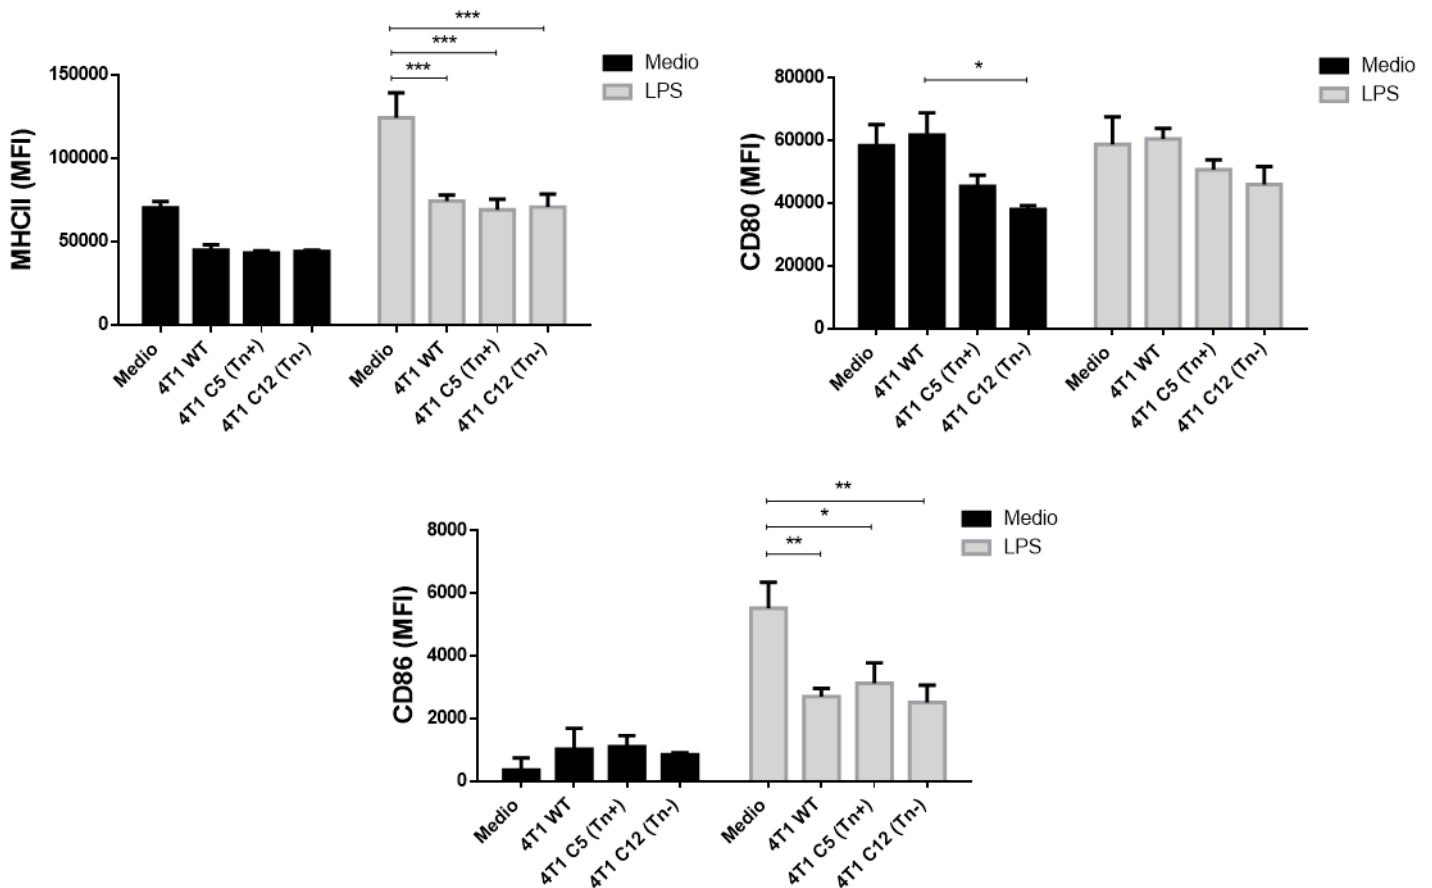 ***
***
***
Medio
LPS
MHCII (MFI)
150000
100000
50000
0
Medio
4T1 WT
4T1 C5 (Tn+)
4T1 C12 (Tn-)
Medio
4T1 WT
4T1 C5 (Tn+)
4T1 C12 (Tn-)
*
Medio
LPS
CD80 (MFI)
80000
60000
40000
20000
0
Medio
4T1 WT
4T1 C5 (Tn+)
4T1 C12 (Tn-)
Medio
4T1 WT
4T1 C5 (Tn+)
4T1 C12 (Tn-)
**
*
**
Medio
LPS
CD86 (MFI)
8000
6000
4000
2000
0
Medio
4T1 WT
4T1 C5 (Tn+)
4T1 C12 (Tn-)
Medio
4T1 WT
4T1 C5 (Tn+)
4T1 C12 (Tn-)